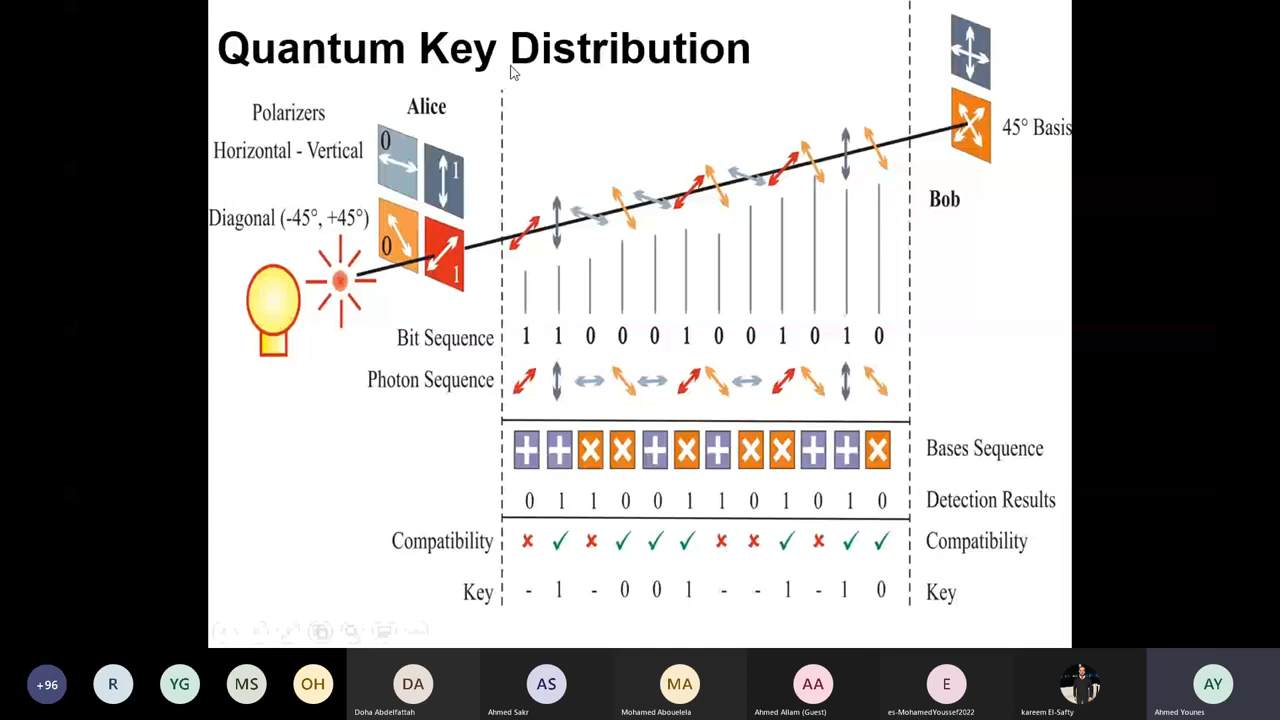 Quantum Key Distribution
Polarizers
Alice
Horizontal - Vertical
0
1
45° Basis
Diagonal (-45°, +45°)
0
1
Bob
Bit Sequence 1 1 0 0 0 1 0 0 1 0 1 0
Photon Sequence
Bases Sequence
0 1 1 0 0 1 1 0 1 0 1 0 Detection Results
Compatibility ✘ ✓ ✘ ✓ ✓ ✓ ✘ ✘ ✓ ✘ ✓ ✓ Compatibility
Key - 1 - 0 0 1 - - 1 - 1 0 Key
+96 R YG MS OH DA AS MA AA E AY
Doha Abdelfattah Ahmed Sakr Mohamed Abouelela Ahmed Allam (Guest) es-MohamedYoussef2022 kareem El-Safty Ahmed Younes